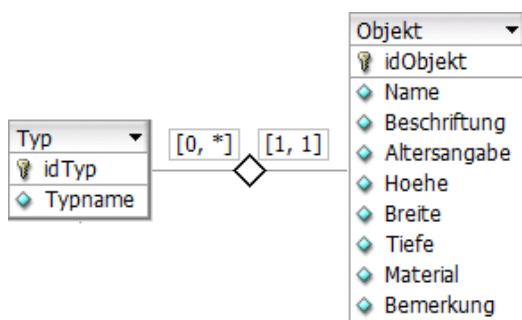 Typ
idTyp
Typname
[0, *] [1, 1]
Objekt
idObjekt
Name
Beschriftung
Altersangabe
Hoehe
Breite
Tiefe
Material
Bemerkung